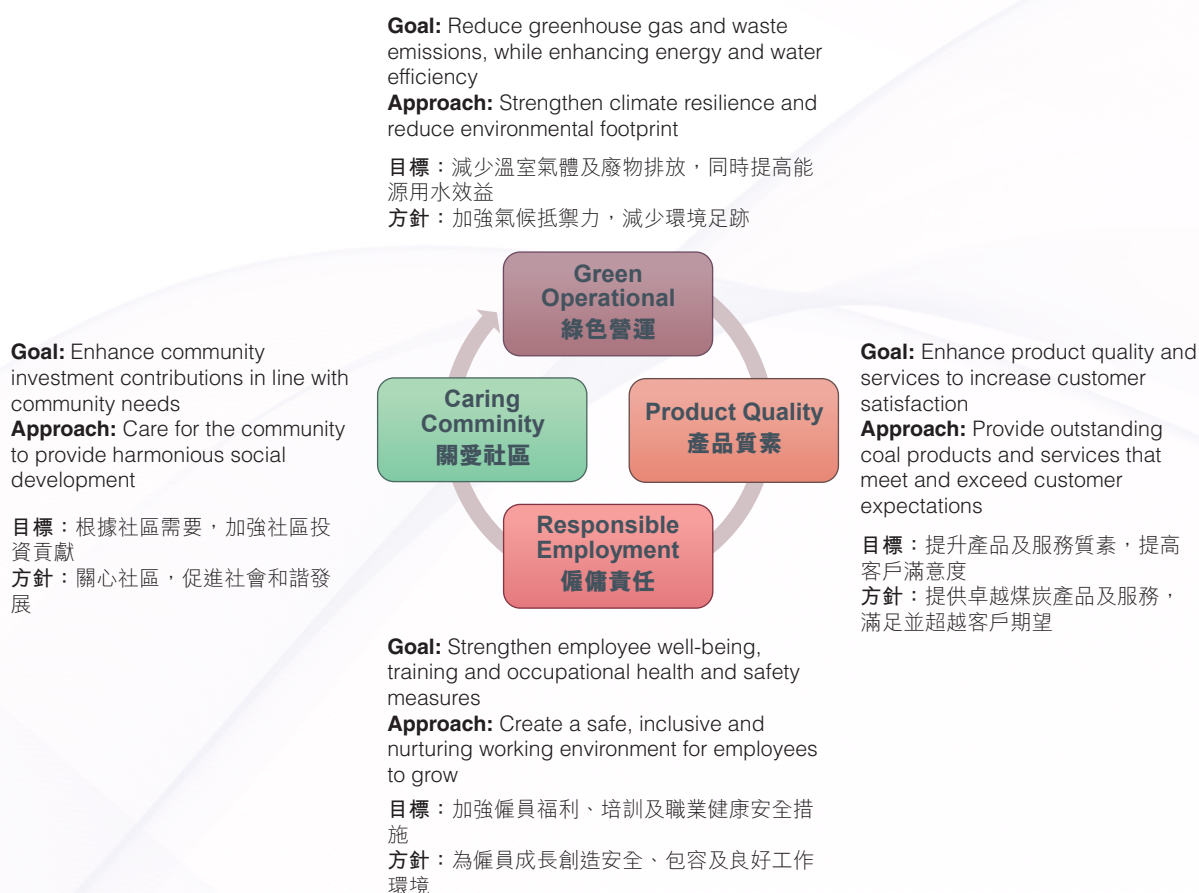 Goal: Reduce greenhouse gas and waste
emissions, while enhancing energy and water
efficiency
Approach: Strengthen climate resilience and
reduce environmental footprint
目標：減少溫室氣體及廢物排放，同時提高能
源用水效益
方針：加強氣候抵禦力，減少環境足跡
Green
Operational
綠色營運
Goal: Enhance community
investment contributions in line with
community needs
Approach: Care for the community
to provide harmonious social
development
目標：根據社區需要，加強社區投
資貢獻
方針：關心社區，促進社會和諧發
展
Caring
Comminity
關愛社區
Product Quality
產品質素
Goal: Enhance product quality and
services to increase customer
satisfaction
Approach: Provide outstanding
coal products and services that
meet and exceed customer
expectations
目標：提升產品及服務質素，提高
客戶滿意度
方針：提供卓越煤炭產品及服務，
滿足並超越客戶期望
Responsible
Employment
僱傭責任
Goal: Strengthen employee well-being,
training and occupational health and safety
measures
Approach: Create a safe, inclusive and
nurturing working environment for employees
to grow
目標：加強僱員福利、培訓及職業健康安全措
施
方針：為僱員成長創造安全、包容及良好工作
環境